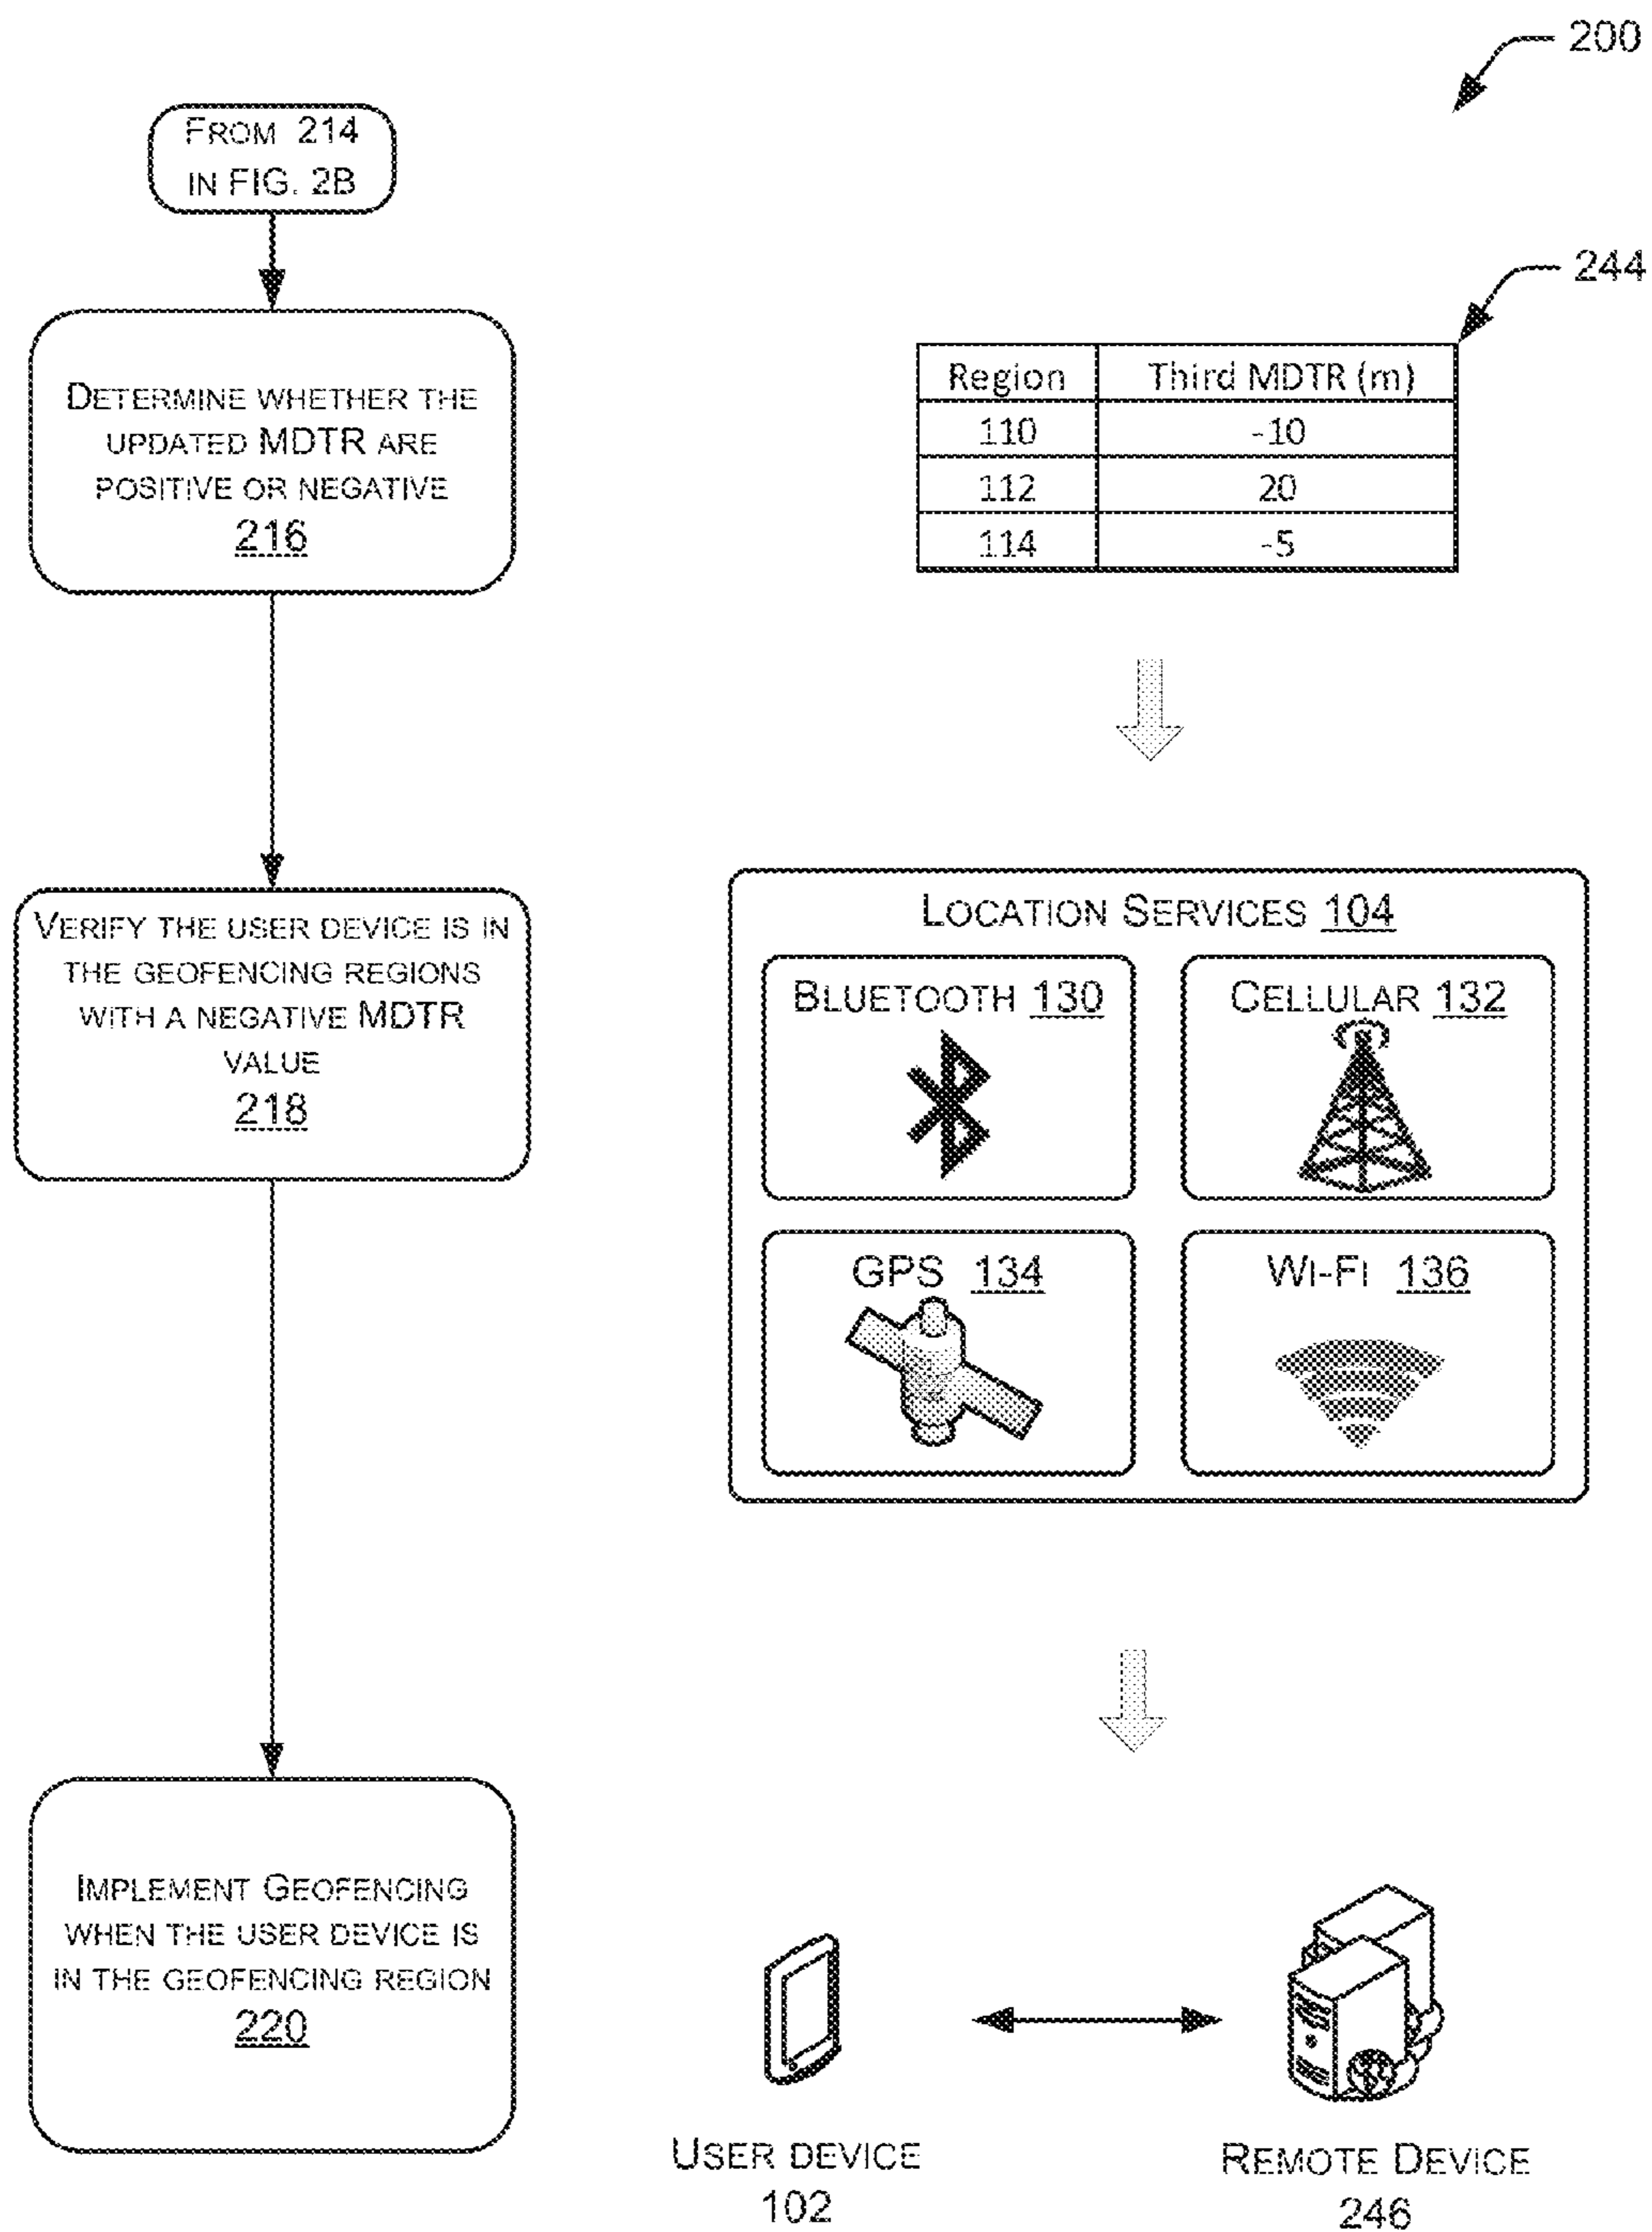 200
FROM 214
IN FIG. 2B
244
Region Third MDTR (m)
110 -10
112 20
114 -5
DETERMINE WHETHER THE
UPDATED MDTR ARE
POSITIVE OR NEGATIVE
216
VERIFY THE USER DEVICE IS IN
THE GEOFENCING REGIONS
WITH A NEGATIVE MDTR
VALUE
218
LOCATION SERVICES 104
BLUETOOTH 130
CELLULAR 132
GPS 134
WI-FI 136
IMPLEMENT GEOFENCING
WHEN THE USER DEVICE IS
IN THE GEOFENCING REGION
220
USER DEVICE
102
REMOTE DEVICE
246